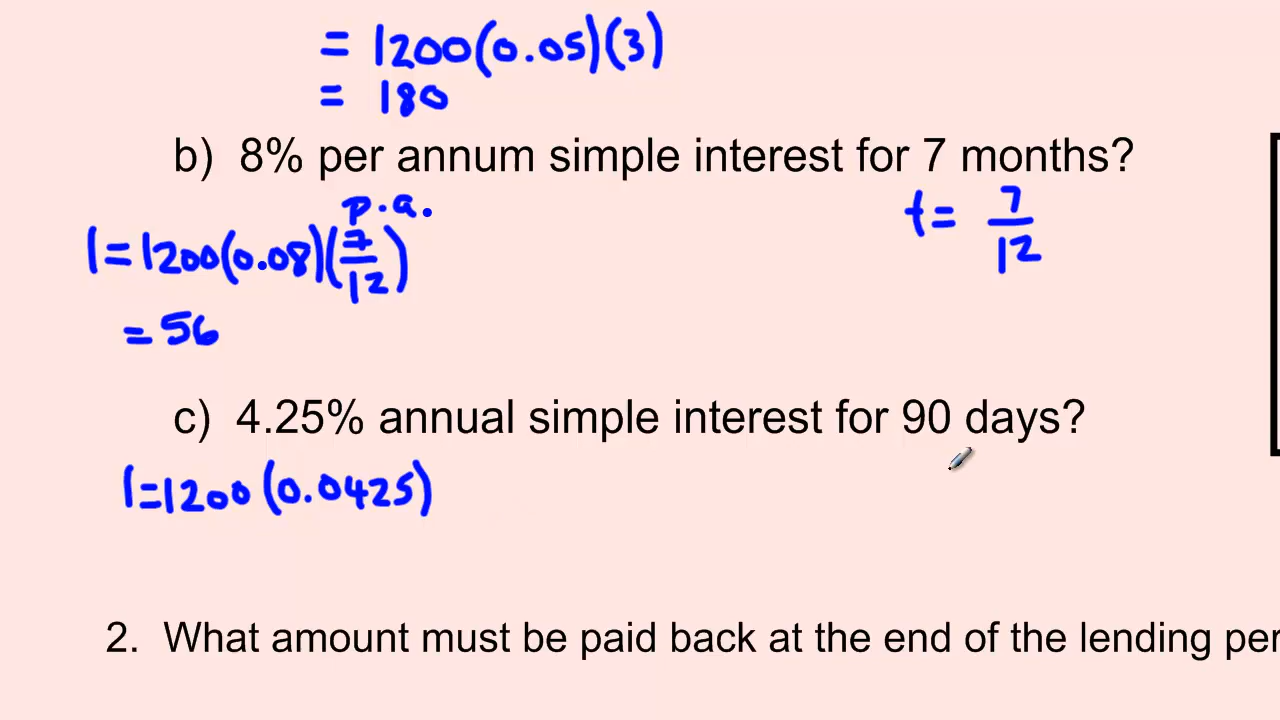 = 1200(0.05)(3)
= 180
b) 8% per annum simple interest for 7 months?
p.a.
t = 7/12
I = 1200(0.08)(7/12)
= 56
c) 4.25% annual simple interest for 90 days?
I = 1200(0.0425)
2. What amount must be paid back at the end of the lending per